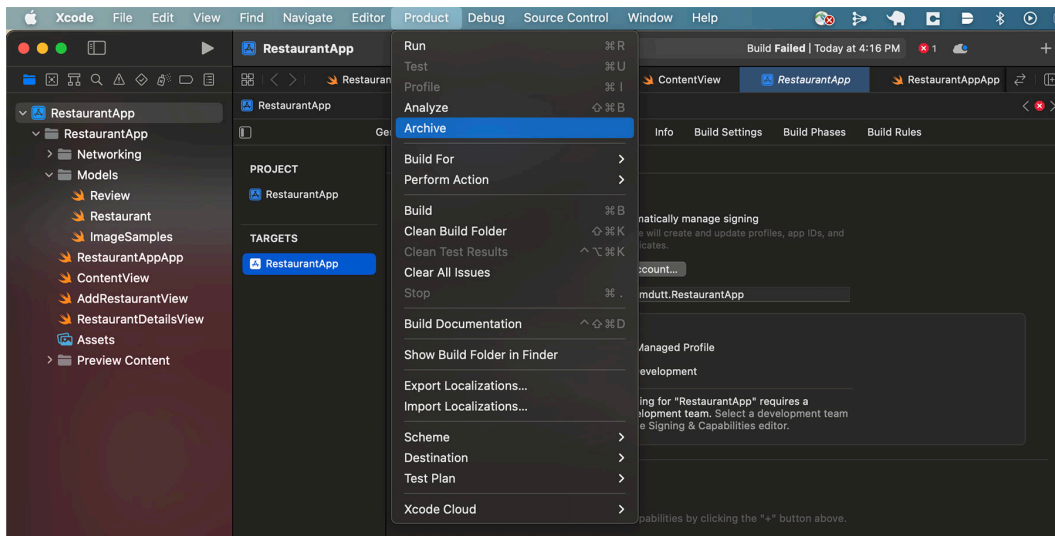 Xcode File Edit View Find Navigate Editor Product Debug Source Control Window Help
RestaurantApp
Build Failed | Today at 4:16 PM 1
Restauran
ContentView
RestaurantApp
RestaurantAppApp
RestaurantApp
Ge
Info Build Settings Build Phases Build Rules
RestaurantApp
RestaurantApp
Networking
Models
Review
Restaurant
ImageSamples
RestaurantAppApp
ContentView
AddRestaurantView
RestaurantDetailsView
Assets
Preview Content
PROJECT
RestaurantApp
TARGETS
RestaurantApp
Run ⌘R
Test ⌘U
Profile ⌘I
Analyze ⇧⌘B
Archive
Build For
Perform Action
Build ⌘B
Clean Build Folder ⇧⌘K
Clean Test Results ^⌥⌘K
Clear All Issues
Stop ⌘.
Build Documentation ^⇧⌘D
Show Build Folder in Finder
Export Localizations...
Import Localizations...
Scheme
Destination
Test Plan
Xcode Cloud
matically manage signing
e will create and update profiles, app IDs, and
icates.
ccount...
mdutt.RestaurantApp
Managed Profile
evelopment
ing for "RestaurantApp" requires a
elopment team. Select a development team
e Signing & Capabilities editor.
pabilities by clicking the "+" button above.